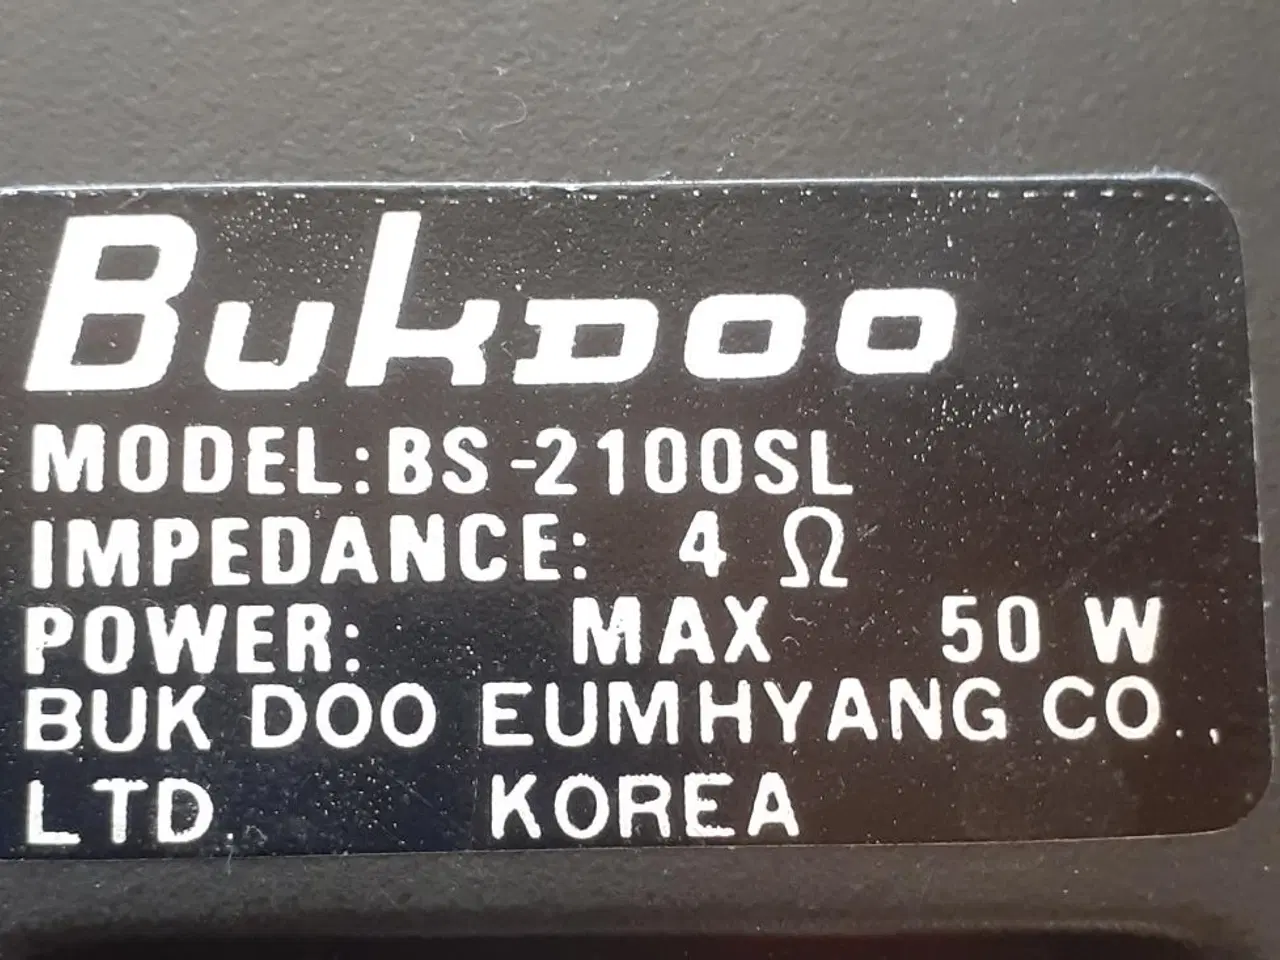 BukDOO
MODEL:BS-2100SL
IMPEDANCE: 4 Ω
POWER: MAX 50 W
BUK DOO EUMHYANG CO.,
LTD. KOREA